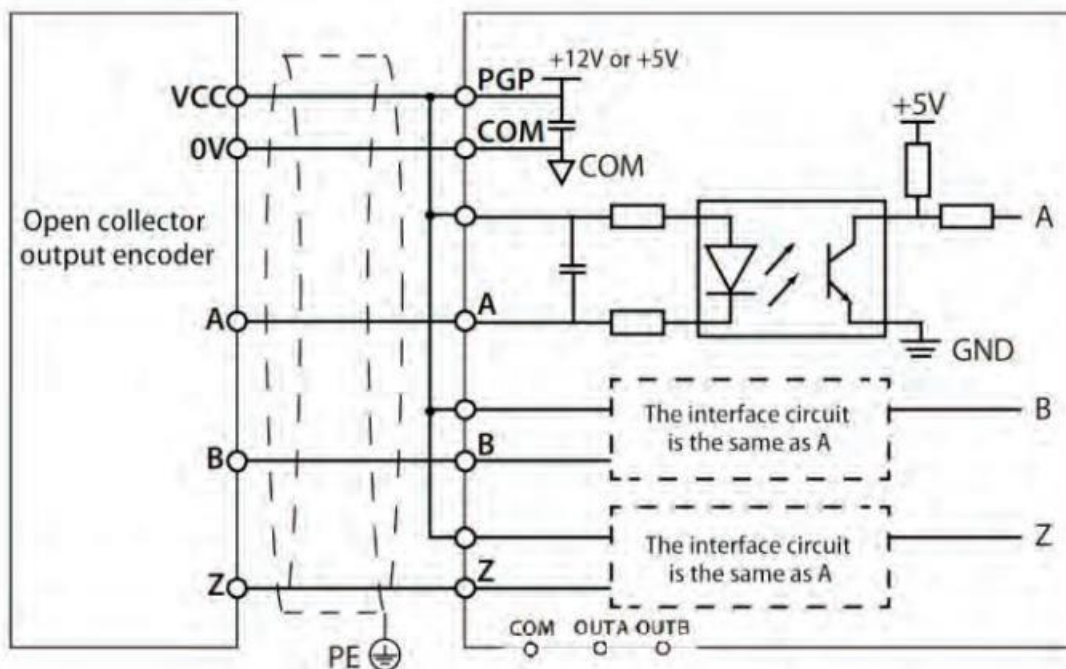 +12V or +5V
VCC
PGP
+5V
0V
COM
COM
Open collector
output encoder
A
A
A
GND
The interface circuit
is the same as A
B
B
B
The interface circuit
is the same as A
Z
Z
Z
COM OUTA OUTB
PE